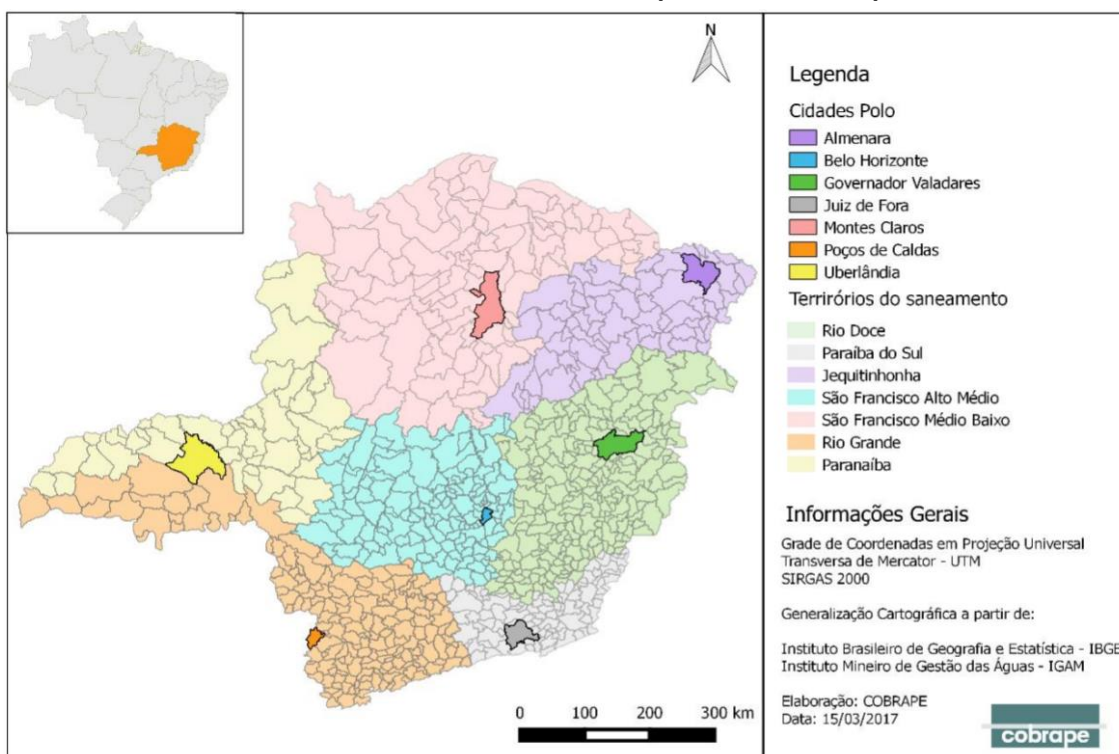 N
0 100 200 300 km
Legenda
Cidades Polo
Almenara
Belo Horizonte
Governador Valadares
Juiz de Fora
Montes Claros
Poços de Caldas
Uberlândia
Terrirórios do saneamento
Rio Doce
Paraíba do Sul
Jequitinhonha
São Francisco Alto Médio
São Francisco Médio Baixo
Rio Grande
Paranaíba
Informações Gerais
Grade de Coordenadas em Projeção Universal
Transversa de Mercator - UTM
SIRGAS 2000
Generalização Cartográfica a partir de:
Instituto Brasileiro de Geografia e Estatística - IBGE
Instituto Mineiro de Gestão das Águas - IGAM
Elaboração: COBRAPE
Data: 15/03/2017
cobrape